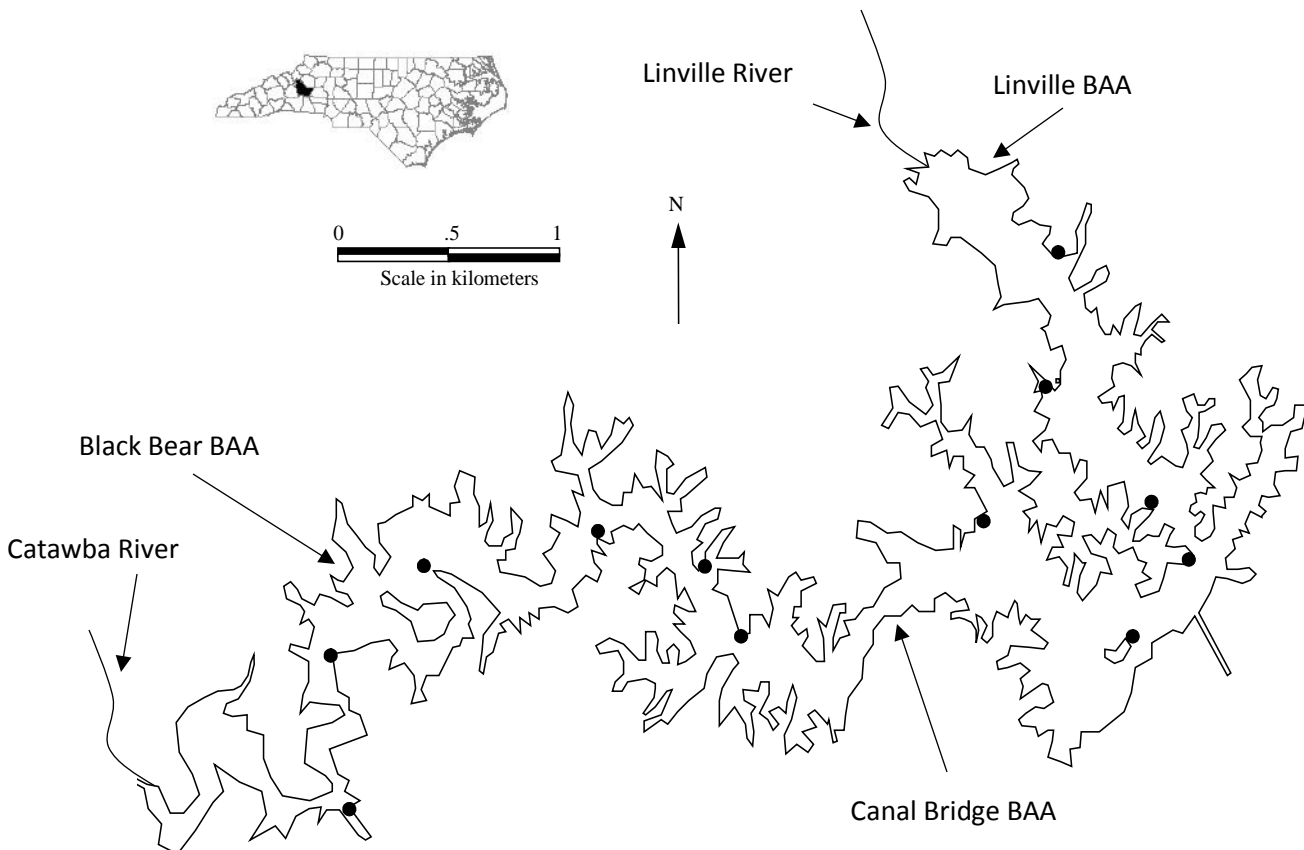 Linville River
Linville BAA
N
0 .5 1
Scale in kilometers
Black Bear BAA
Catawba River
Canal Bridge BAA